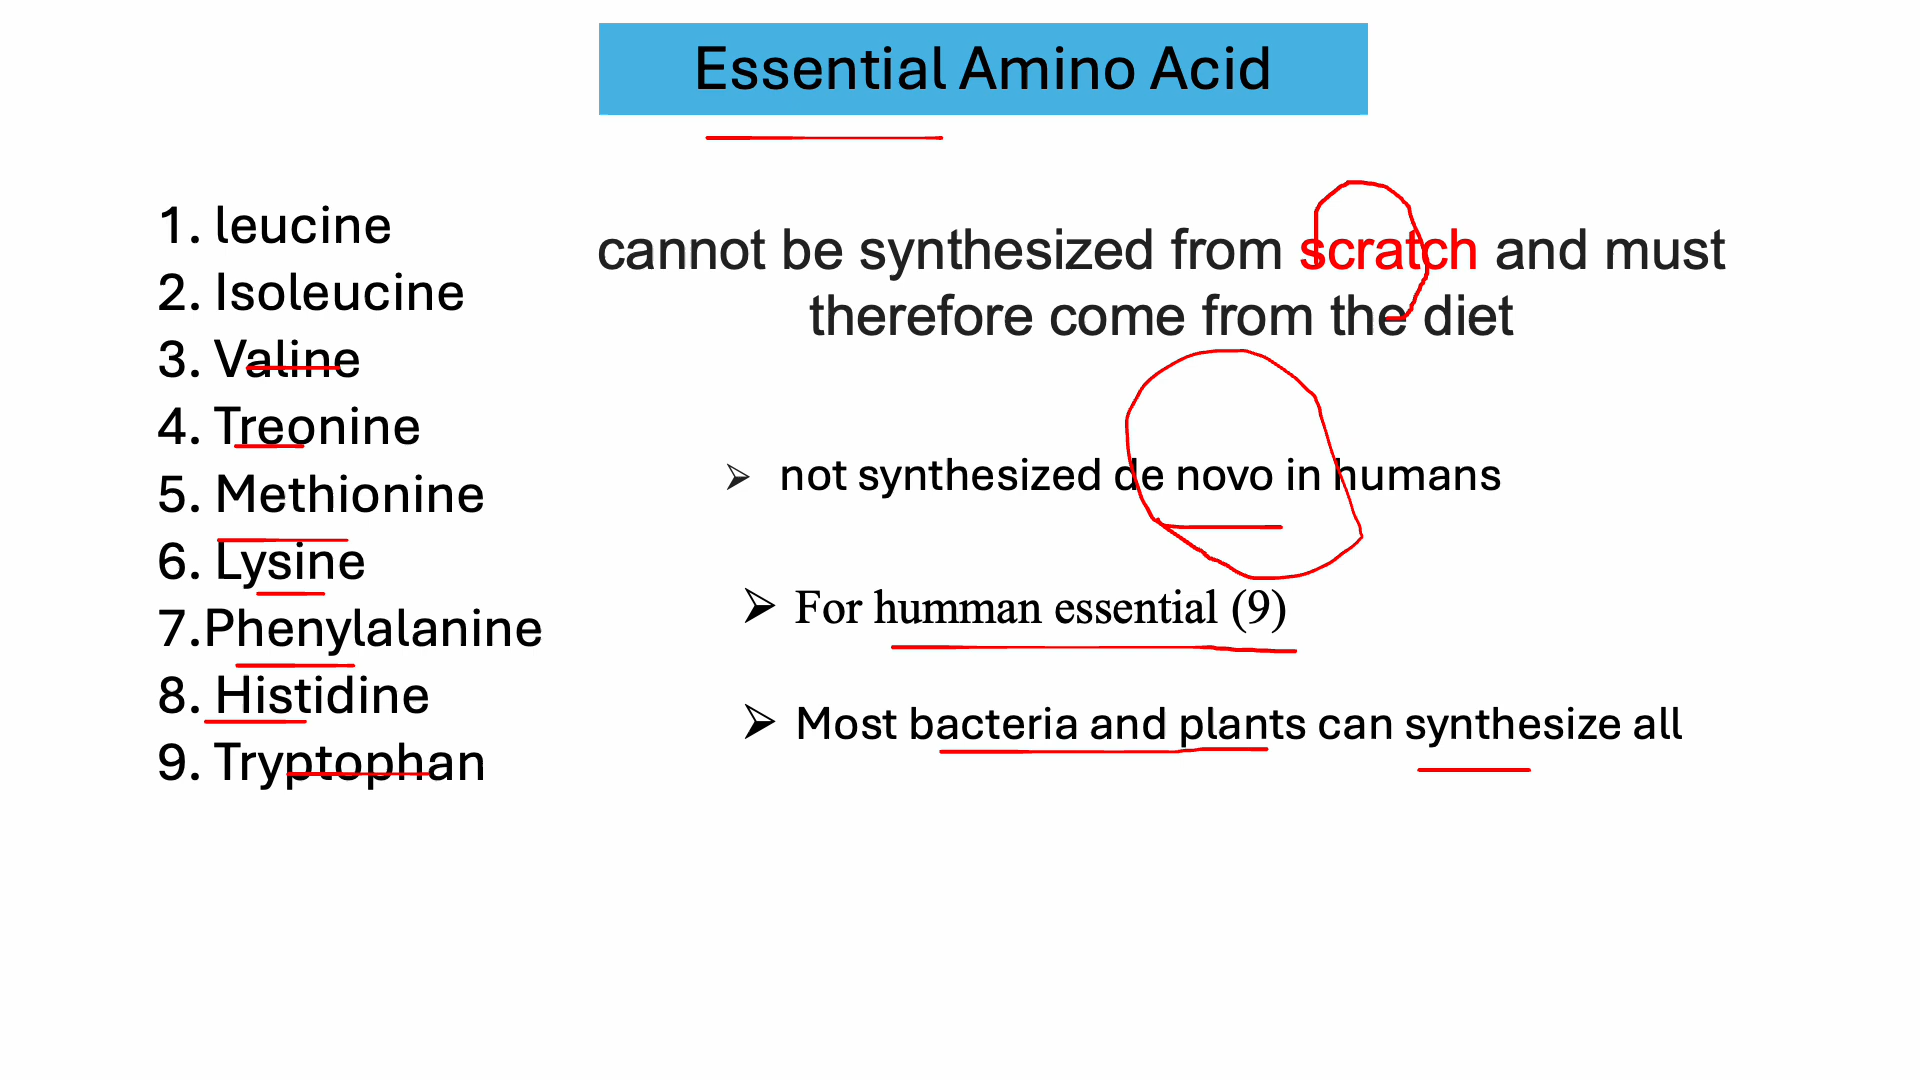 Essential Amino Acid
1. leucine
2. Isoleucine
3. Valine
4. Treonine
5. Methionine
6. Lysine
7.Phenylalanine
8. Histidine
9. Tryptophan
cannot be synthesized from scratch and must
therefore come from the diet
➢ not synthesized de novo in humans
➢ For humman essential (9)
➢ Most bacteria and plants can synthesize all